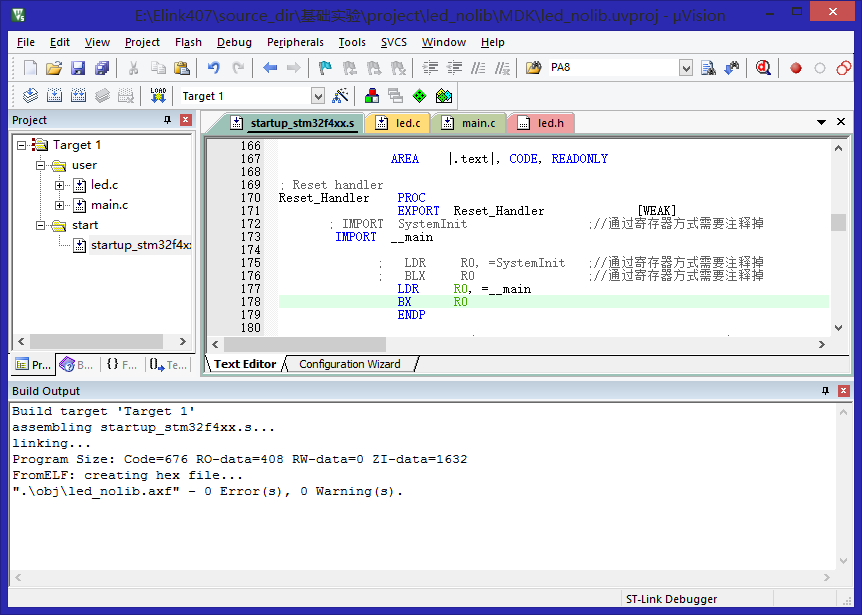 E:\Elink407\source_dir\基础实验\project\led_nolib\MDK\led_nolib.uvproj - µVision
File Edit View Project Flash Debug Peripherals Tools SVCS Window Help
PA8
LOAD Target 1
Project
startup_stm32f4xx.s led.c main.c led.h
Target 1
user
led.c
main.c
start
startup_stm32f4x
166
167 AREA |.text|, CODE, READONLY
168
169 ; Reset handler
170 Reset_Handler PROC
171 EXPORT Reset_Handler [WEAK]
172 ; IMPORT SystemInit ;//通过寄存器方式需要注释掉
173 IMPORT __main
174
175 ; LDR R0, =SystemInit ;//通过寄存器方式需要注释掉
176 ; BLX R0 ;//通过寄存器方式需要注释掉
177 LDR R0, =__main
178 BX R0
179 ENDP
180
Pr... B... {} F... Te...
Text Editor Configuration Wizard
Build Output
Build target 'Target 1'
assembling startup_stm32f4xx.s...
linking...
Program Size: Code=676 RO-data=408 RW-data=0 ZI-data=1632
FromELF: creating hex file...
".\obj\led_nolib.axf" - 0 Error(s), 0 Warning(s).
ST-Link Debugger